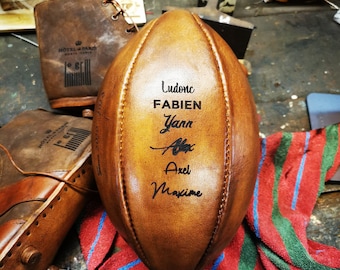 Ludovic
FABIEN
Yann
Alex
Axel
Maxime